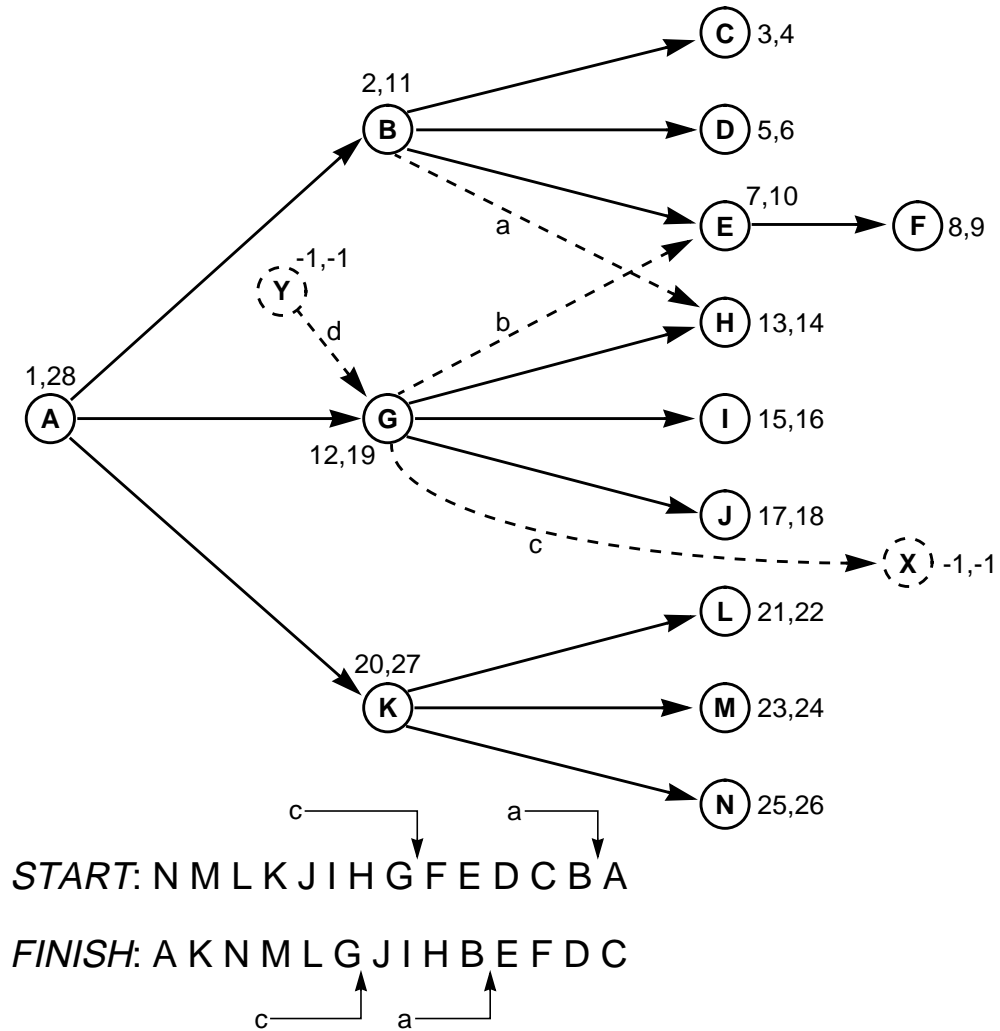 C 3,4
2,11
B
D 5,6
7,10
a
E
F 8,9
-1,-1
Y
d
b
H 13,14
1,28
A
G
I 15,16
12,19
J 17,18
c
X -1,-1
L 21,22
20,27
K
M 23,24
N 25,26
c a
START: N M L K J I H G F E D C B A
FINISH: A K N M L G J I H B E F D C
c a